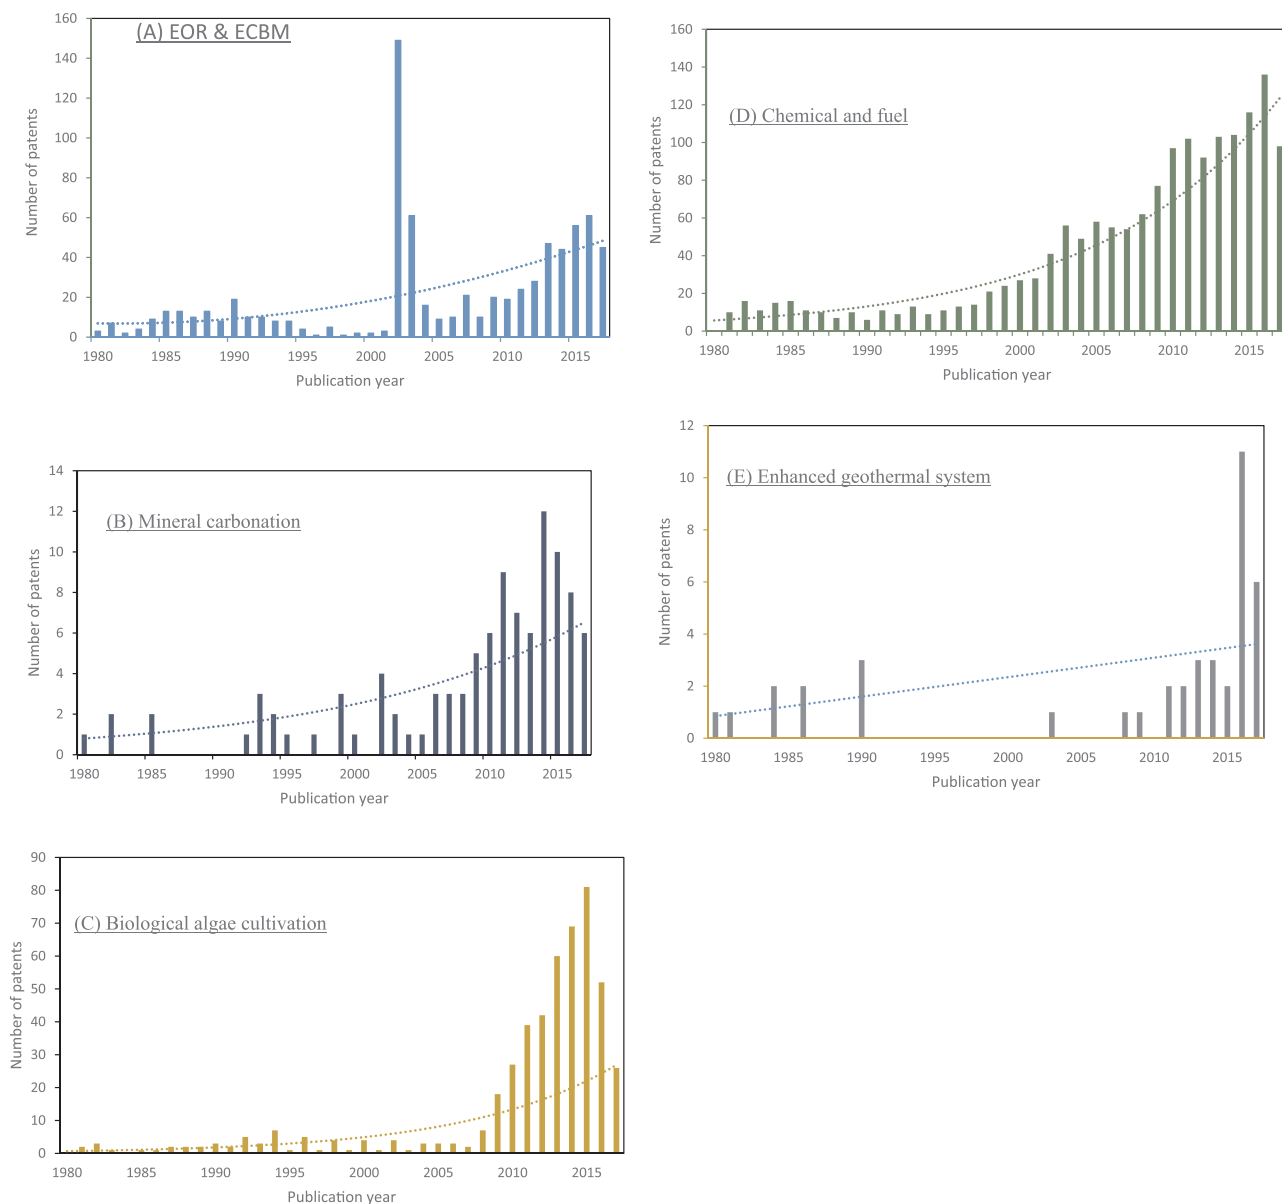 (A) EOR & ECBM
Number of patents
160
140
120
100
80
60
40
20
0
1980 1985 1990 1995 2000 2005 2010 2015
Publication year
(D) Chemical and fuel
Number of patents
160
140
120
100
80
60
40
20
0
1980 1985 1990 1995 2000 2005 2010 2015
Publication year
(B) Mineral carbonation
Number of patents
14
12
10
8
6
4
2
0
1980 1985 1990 1995 2000 2005 2010 2015
Publication year
(E) Enhanced geothermal system
Number of patents
12
10
8
6
4
2
0
1980 1985 1990 1995 2000 2005 2010 2015
Publication year
(C) Biological algae cultivation
Number of patents
90
80
70
60
50
40
30
20
10
0
1980 1985 1990 1995 2000 2005 2010 2015
Publication year